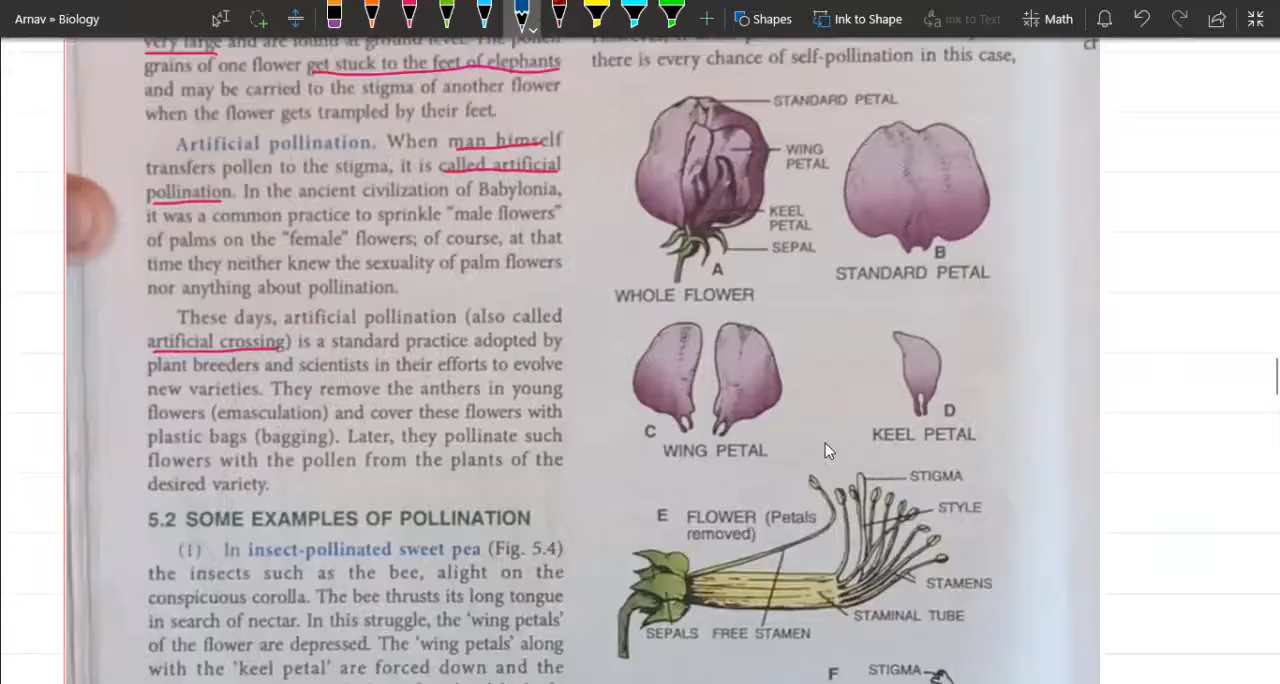 Arnav » Biology
Shapes
Ink to Shape
Ink to Text
Math
very large and are found at ground level. The pollen
grains of one flower get stuck to the feet of elephants
and may be carried to the stigma of another flower
when the flower gets trampled by their feet.
Artificial pollination. When man himself
transfers pollen to the stigma, it is called artificial
pollination. In the ancient civilization of Babylonia,
it was a common practice to sprinkle "male flowers"
of palms on the "female" flowers; of course, at that
time they neither knew the sexuality of palm flowers
nor anything about pollination.
These days, artificial pollination (also called
artificial crossing) is a standard practice adopted by
plant breeders and scientists in their efforts to evolve
new varieties. They remove the anthers in young
flowers (emasculation) and cover these flowers with
plastic bags (bagging). Later, they pollinate such
flowers with the pollen from the plants of the
desired variety.
5.2 SOME EXAMPLES OF POLLINATION
(1) In insect-pollinated sweet pea (Fig. 5.4)
the insects such as the bee, alight on the
conspicuous corolla. The bee thrusts its long tongue
in search of nectar. In this struggle, the 'wing petals'
of the flower are depressed. The 'wing petals' along
with the 'keel petal' are forced down and the
there is every chance of self-pollination in this case,
STANDARD PETAL
WING
PETAL
KEEL
PETAL
SEPAL
A
WHOLE FLOWER
B
STANDARD PETAL
C
WING PETAL
D
KEEL PETAL
E FLOWER (Petals
removed)
STIGMA
STYLE
STAMENS
STAMINAL TUBE
SEPALS FREE STAMEN
F STIGMA